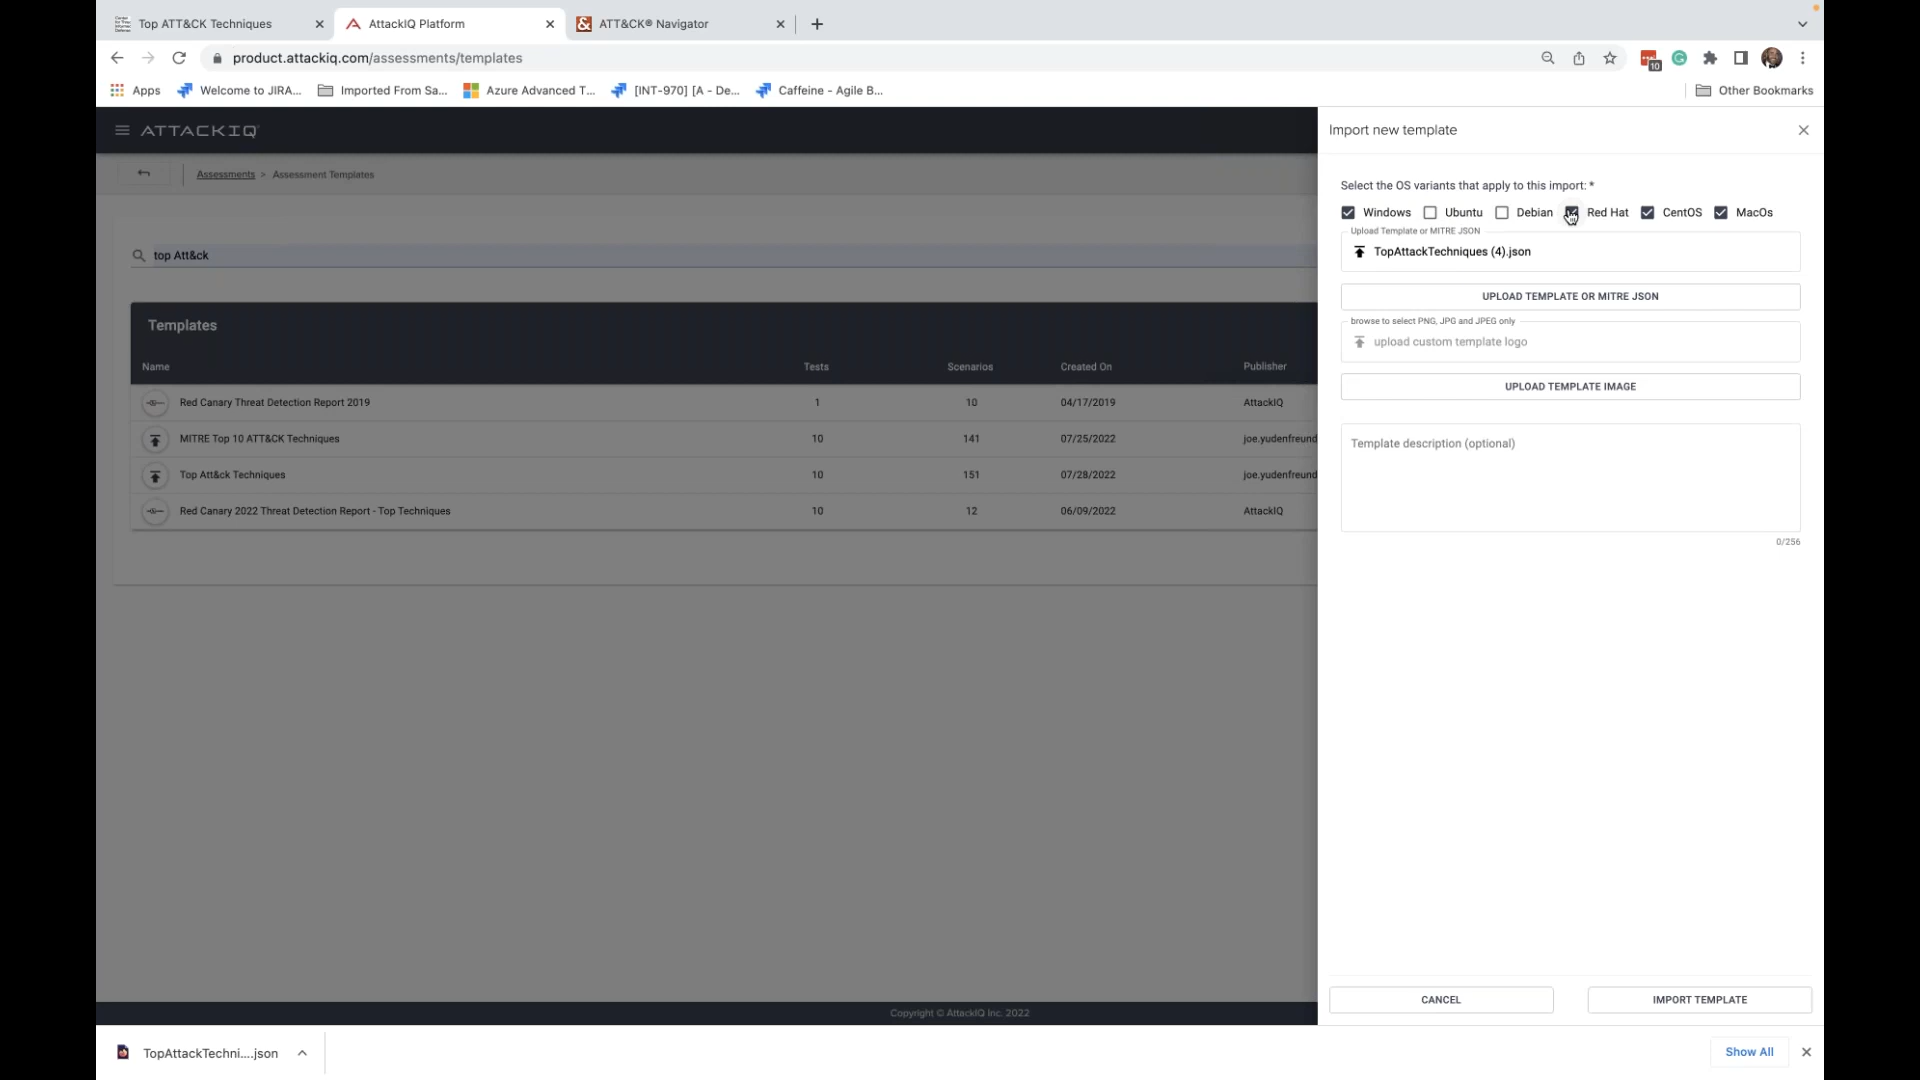 Top ATT&CK Techniques
AttackIQ Platform
ATT&CK® Navigator
product.attackiq.com/assessments/templates
10
Apps
Welcome to JIRA...
Imported From Sa...
Azure Advanced T...
[INT-970] [A - De...
Caffeine - Agile B...
Other Bookmarks
ATTACKIQ
Assessments > Assessment Templates
top Att&ck
Templates
Name Tests Scenarios Created On Publisher
Red Canary Threat Detection Report 2019 1 10 04/17/2019 AttackIQ
MITRE Top 10 ATT&CK Techniques 10 141 07/25/2022 joe.yudenfreund
Top Att&ck Techniques 10 151 07/28/2022 joe.yudenfreund
Red Canary 2022 Threat Detection Report - Top Techniques 10 12 06/09/2022 AttackIQ
Copyright © AttackIQ Inc. 2022
Import new template
Select the OS variants that apply to this import: *
Windows Ubuntu Debian Red Hat CentOS MacOs
Upload Template or MITRE JSON
TopAttackTechniques (4).json
UPLOAD TEMPLATE OR MITRE JSON
browse to select PNG, JPG and JPEG only
upload custom template logo
UPLOAD TEMPLATE IMAGE
Template description (optional)
0/256
CANCEL
IMPORT TEMPLATE
TopAttackTechni....json
Show All